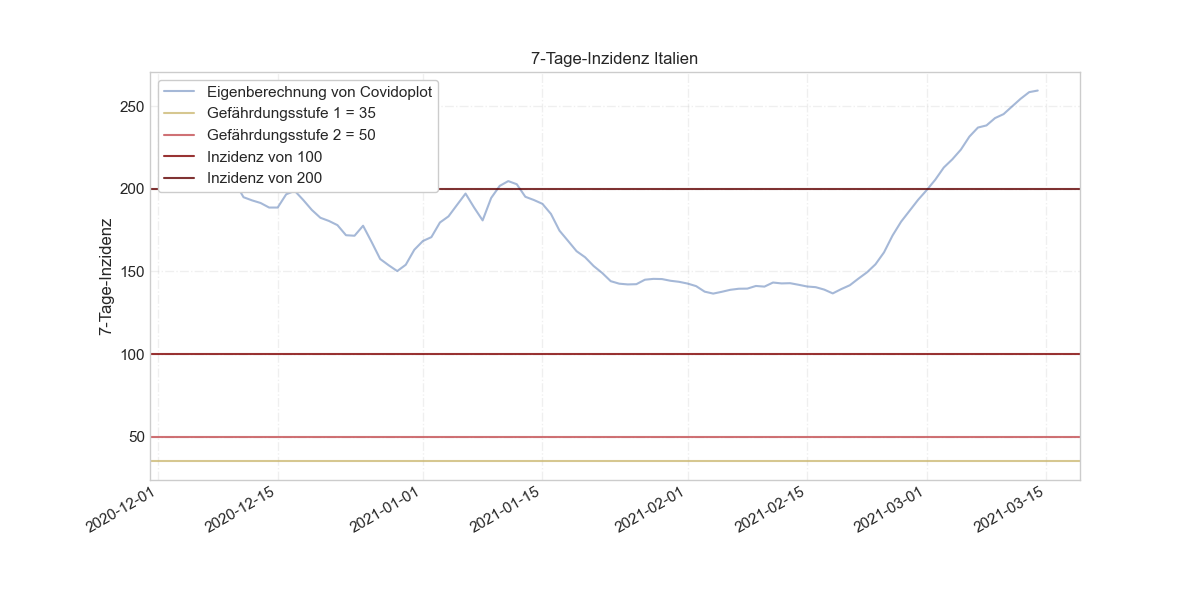 7-Tage-Inzidenz Italien
Eigenberechnung von Covidoplot
Gefährdungsstufe 1 = 35
Gefährdungsstufe 2 = 50
Inzidenz von 100
Inzidenz von 200
7-Tage-Inzidenz
250
200
150
100
50
2020-12-01
2020-12-15
2021-01-01
2021-01-15
2021-02-01
2021-02-15
2021-03-01
2021-03-15